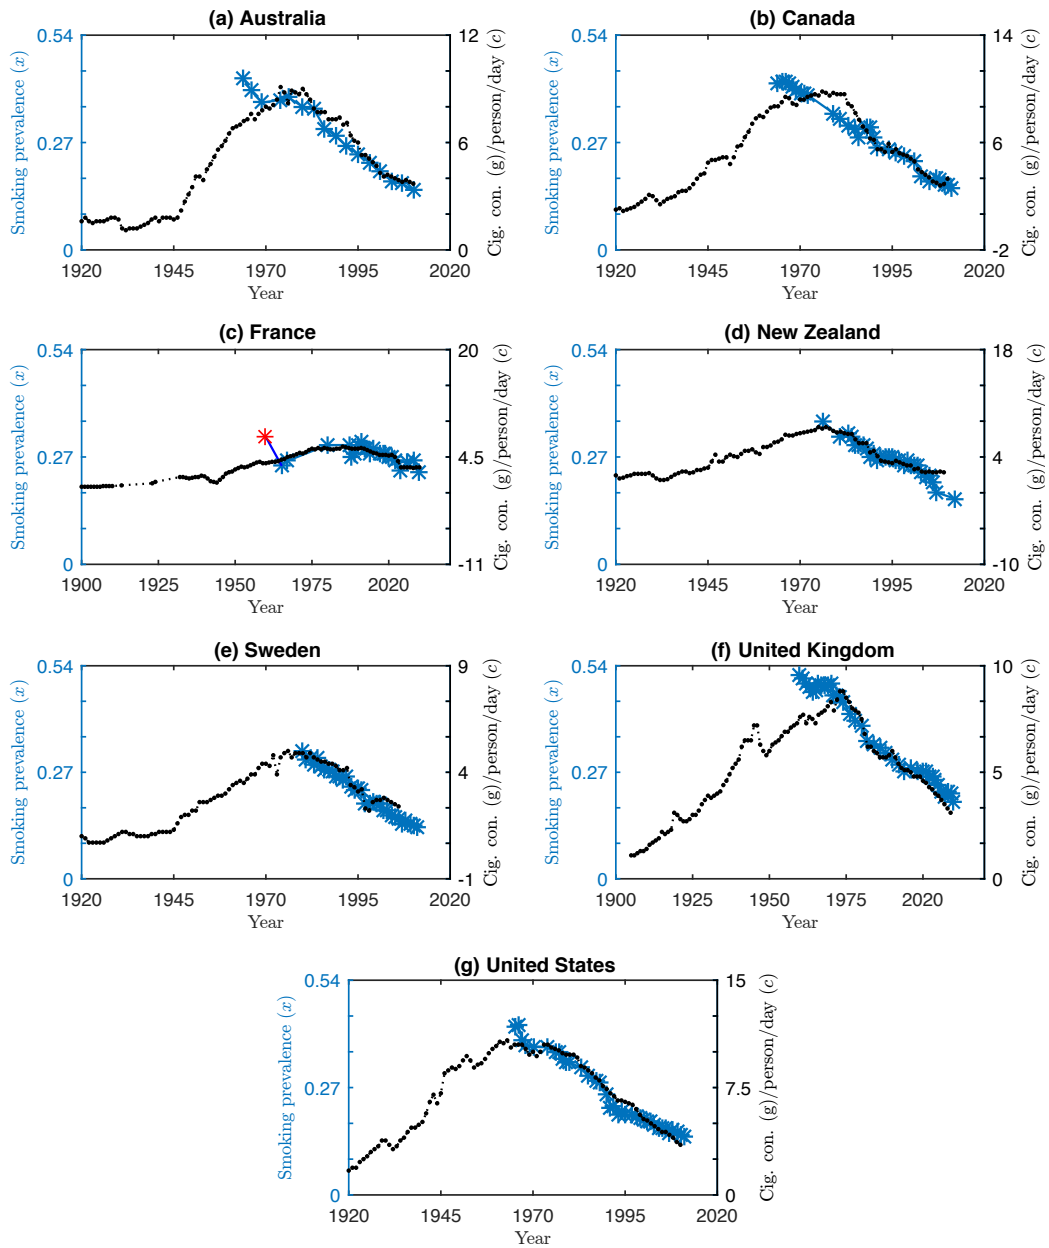 (a) Australia
0.54
0.27
0
12
6
0
Smoking prevalence (x)
Cig. con. (g)/person/day (c)
1920 1945 1970 1995 2020
Year
(b) Canada
0.54
0.27
0
14
6
-2
Smoking prevalence (x)
Cig. con. (g)/person/day (c)
1920 1945 1970 1995 2020
Year
(c) France
0.54
0.27
0
20
4.5
-11
Smoking prevalence (x)
Cig. con. (g)/person/day (c)
1900 1925 1950 1975 2020
Year
(d) New Zealand
0.54
0.27
0
18
4
-10
Smoking prevalence (x)
Cig. con. (g)/person/day (c)
1920 1945 1970 1995 2020
Year
(e) Sweden
0.54
0.27
0
9
4
-1
Smoking prevalence (x)
Cig. con. (g)/person/day (c)
1920 1945 1970 1995 2020
Year
(f) United Kingdom
0.54
0.27
0
10
5
0
Smoking prevalence (x)
Cig. con. (g)/person/day (c)
1900 1925 1950 1975 2020
Year
(g) United States
0.54
0.27
0
15
7.5
0
Smoking prevalence (x)
Cig. con. (g)/person/day (c)
1920 1945 1970 1995 2020
Year